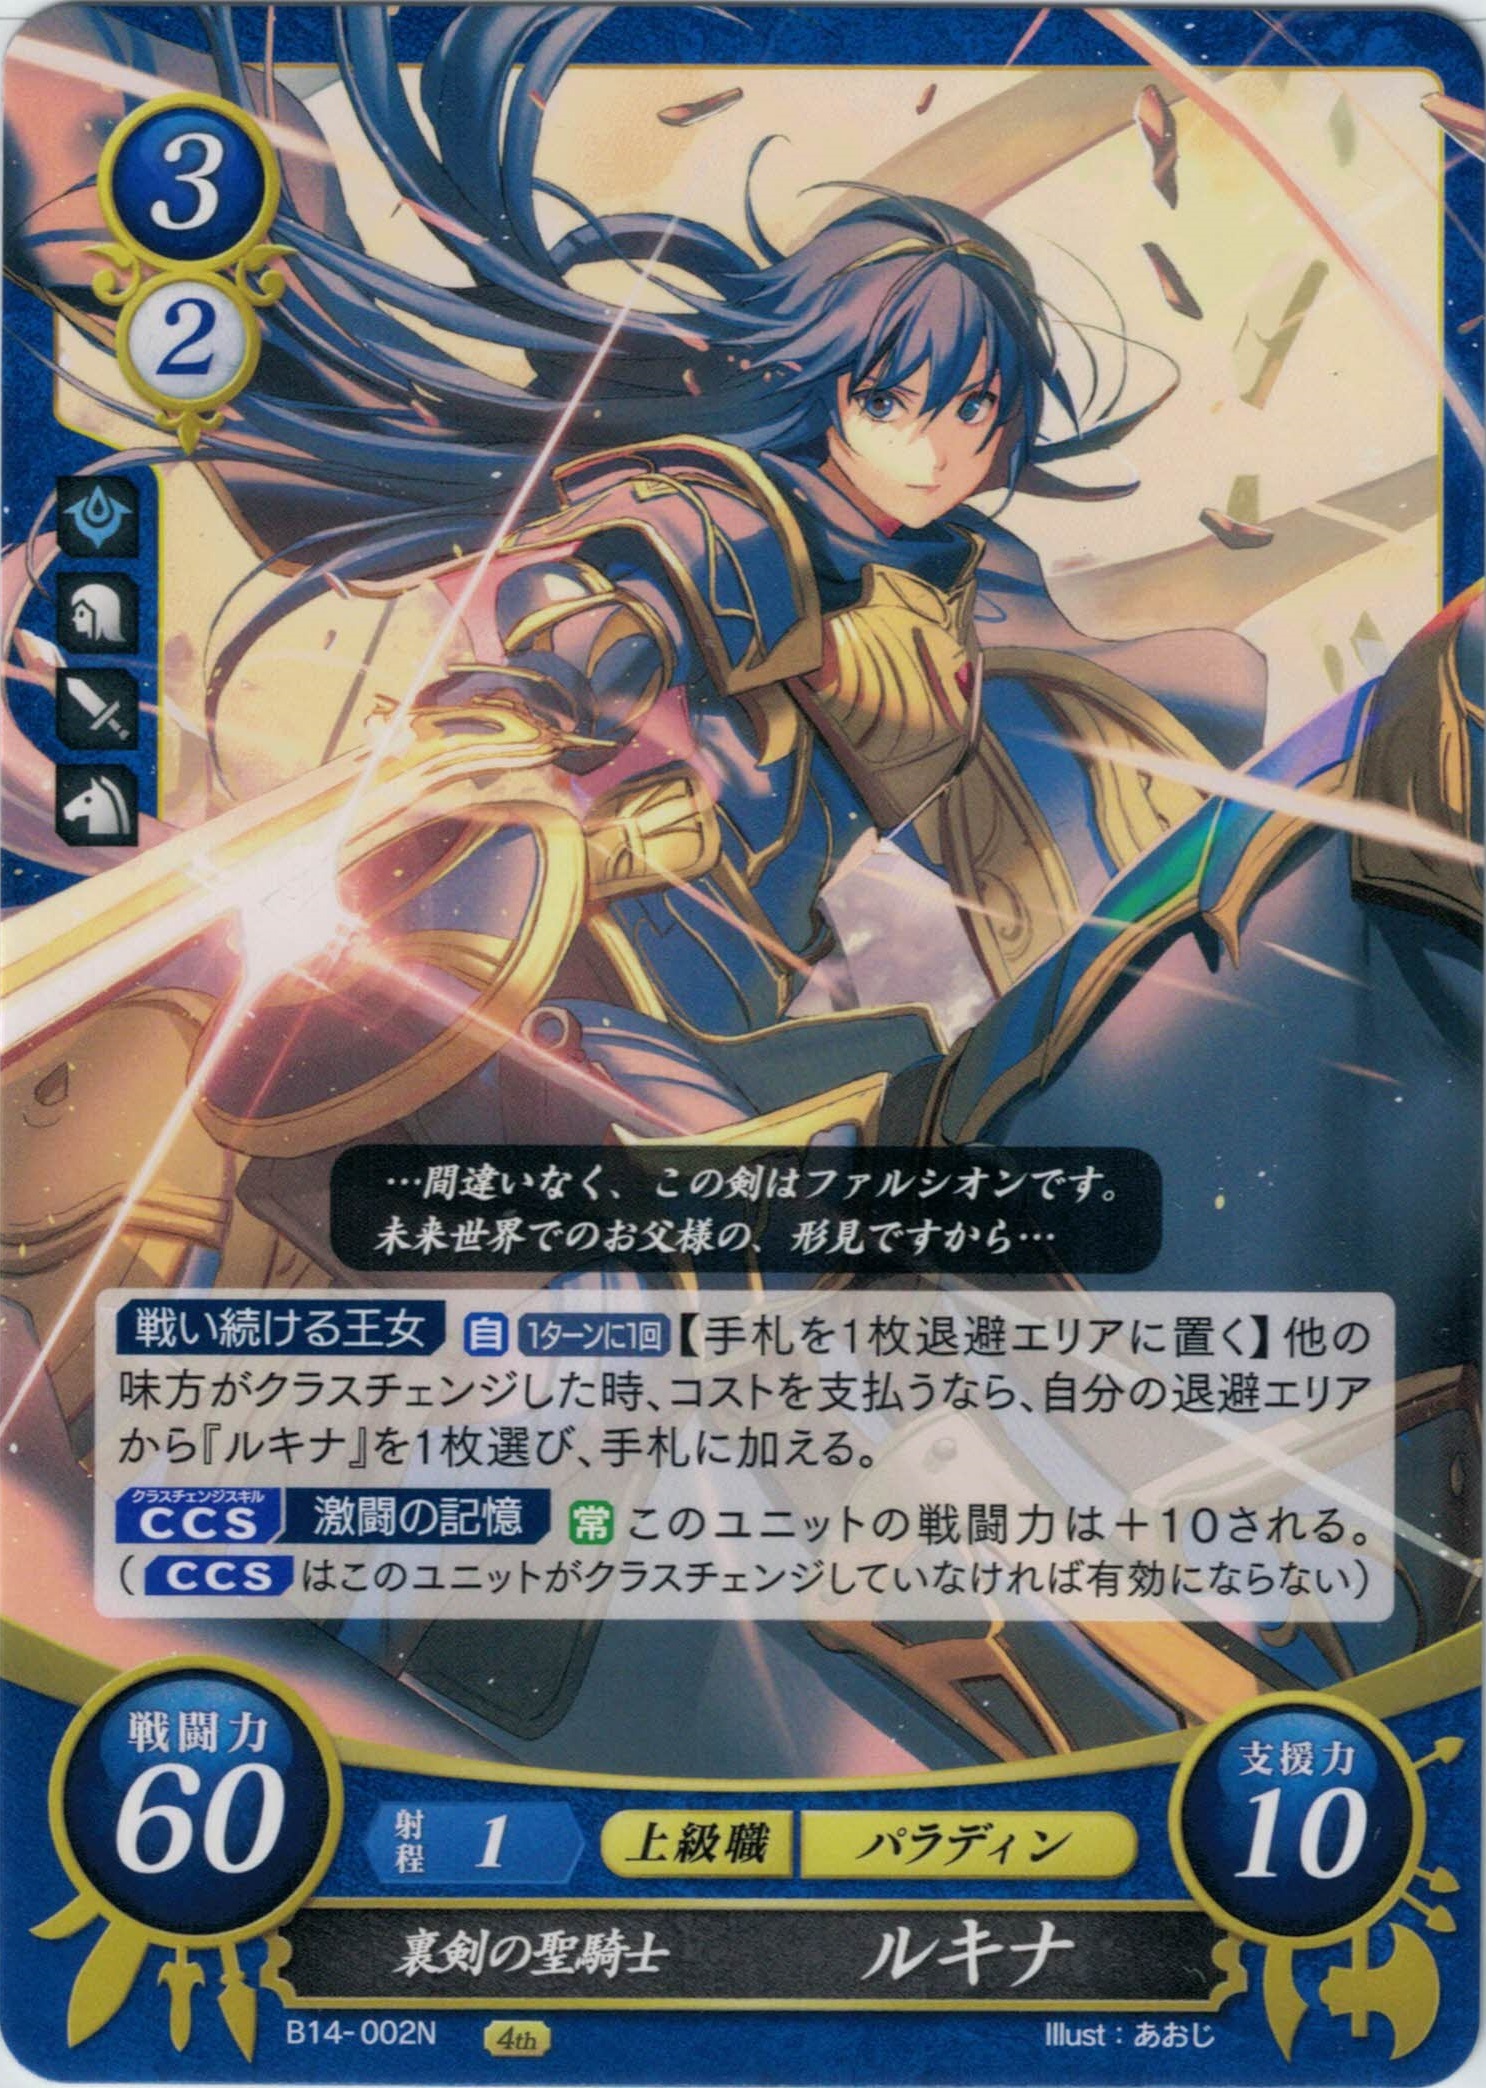 3
2
…間違いなく、この剣はファルシオンです。
未来世界でのお父様の、形見ですから…
戦い続ける王女 自 1ターンに1回【手札を1枚退避エリアに置く】他の
味方がクラスチェンジした時、コストを支払うなら、自分の退避エリア
から『ルキナ』を1枚選び、手札に加える。
クラスチェンジスキル
CCS 激闘の記憶 常 このユニットの戦闘力は＋10される。
（CCSはこのユニットがクラスチェンジしていなければ有効にならない）
戦闘力
60
射程 1
上級職 パラディン
支援力
10
裏剣の聖騎士 ルキナ
B14-002N 4th Illust：あおじ